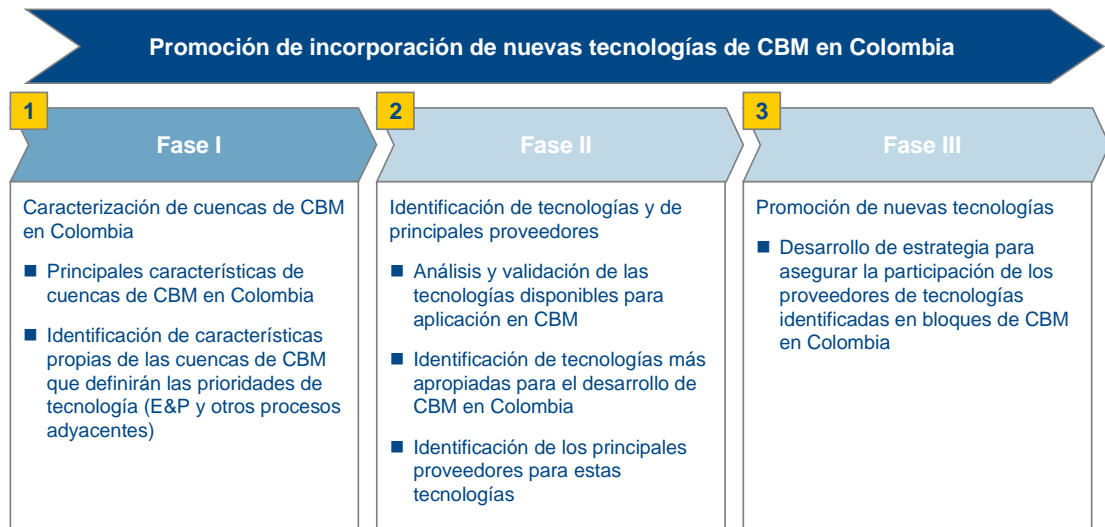 Promoción de incorporación de nuevas tecnologías de CBM en Colombia
1
Fase I
Caracterización de cuencas de CBM
en Colombia
■ Principales características de
cuencas de CBM en Colombia
■ Identificación de características
propias de las cuencas de CBM
que definirán las prioridades de
tecnología (E&P y otros procesos
adyacentes)
2
Fase II
Identificación de tecnologías y de
principales proveedores
■ Análisis y validación de las
tecnologías disponibles para
aplicación en CBM
■ Identificación de tecnologías más
apropiadas para el desarrollo de
CBM en Colombia
■ Identificación de los principales
proveedores para estas
tecnologías
3
Fase III
Promoción de nuevas tecnologías
■ Desarrollo de estrategia para
asegurar la participación de los
proveedores de tecnologías
identificadas en bloques de CBM
en Colombia